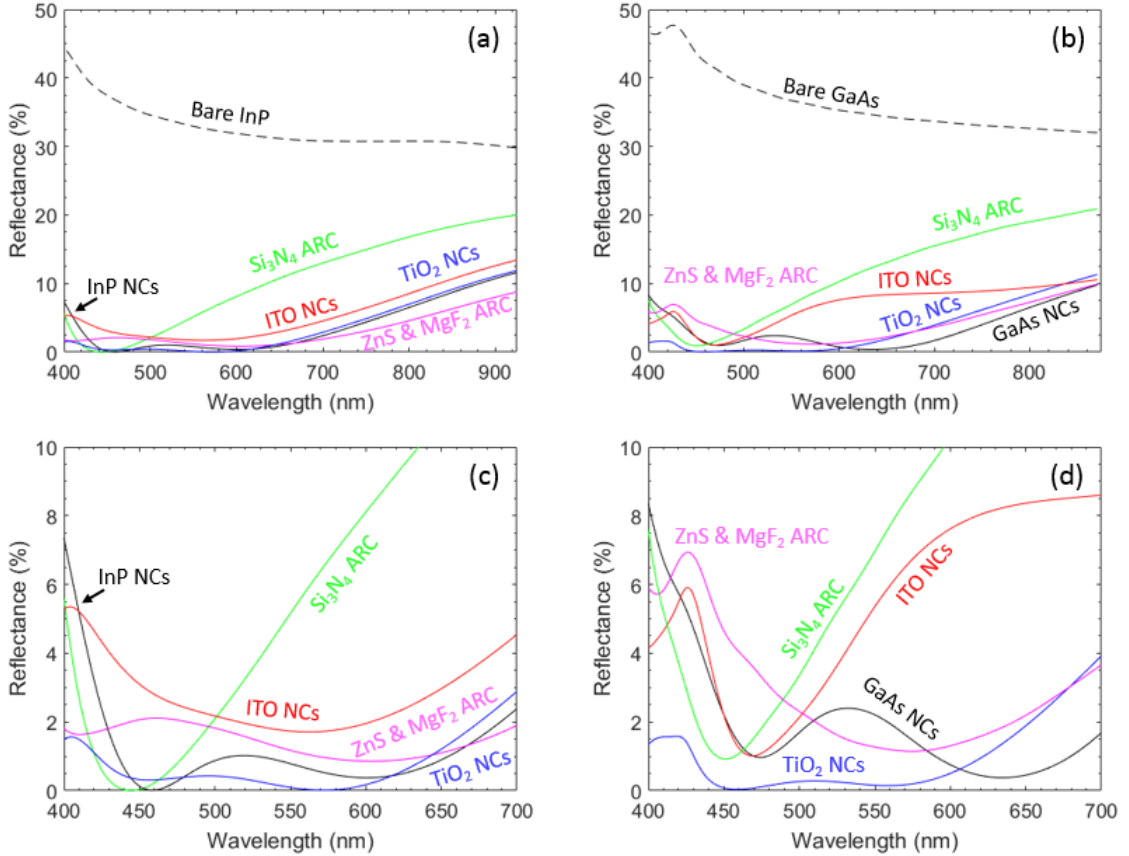 (a)
50
40
30
20
10
0
Reflectance (%)
Bare InP
Si₃N₄ ARC
InP NCs
TiO₂ NCs
ITO NCs
ZnS & MgF₂ ARC
400 500 600 700 800 900
Wavelength (nm)
(b)
50
40
30
20
10
0
Reflectance (%)
Bare GaAs
Si₃N₄ ARC
ZnS & MgF₂ ARC
ITO NCs
TiO₂ NCs
GaAs NCs
400 500 600 700 800
Wavelength (nm)
(c)
10
8
6
4
2
0
Reflectance (%)
InP NCs
Si₃N₄ ARC
ITO NCs
ZnS & MgF₂ ARC
TiO₂ NCs
400 450 500 550 600 650 700
Wavelength (nm)
(d)
10
8
6
4
2
0
Reflectance (%)
ZnS & MgF₂ ARC
Si₃N₄ ARC
ITO NCs
GaAs NCs
TiO₂ NCs
400 450 500 550 600 650 700
Wavelength (nm)